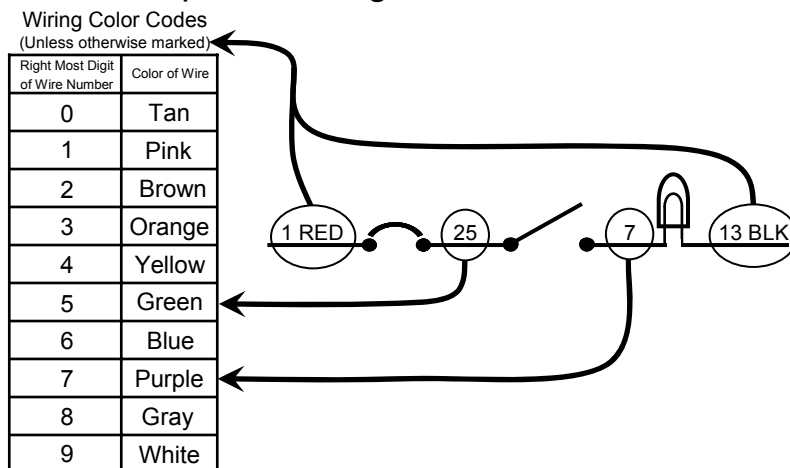 Wiring Color Codes
(Unless otherwise marked)
Right Most Digit of Wire Number Color of Wire
0 Tan
1 Pink
2 Brown
3 Orange
4 Yellow
5 Green
6 Blue
7 Purple
8 Gray
9 White
1 RED 25 7 13 BLK